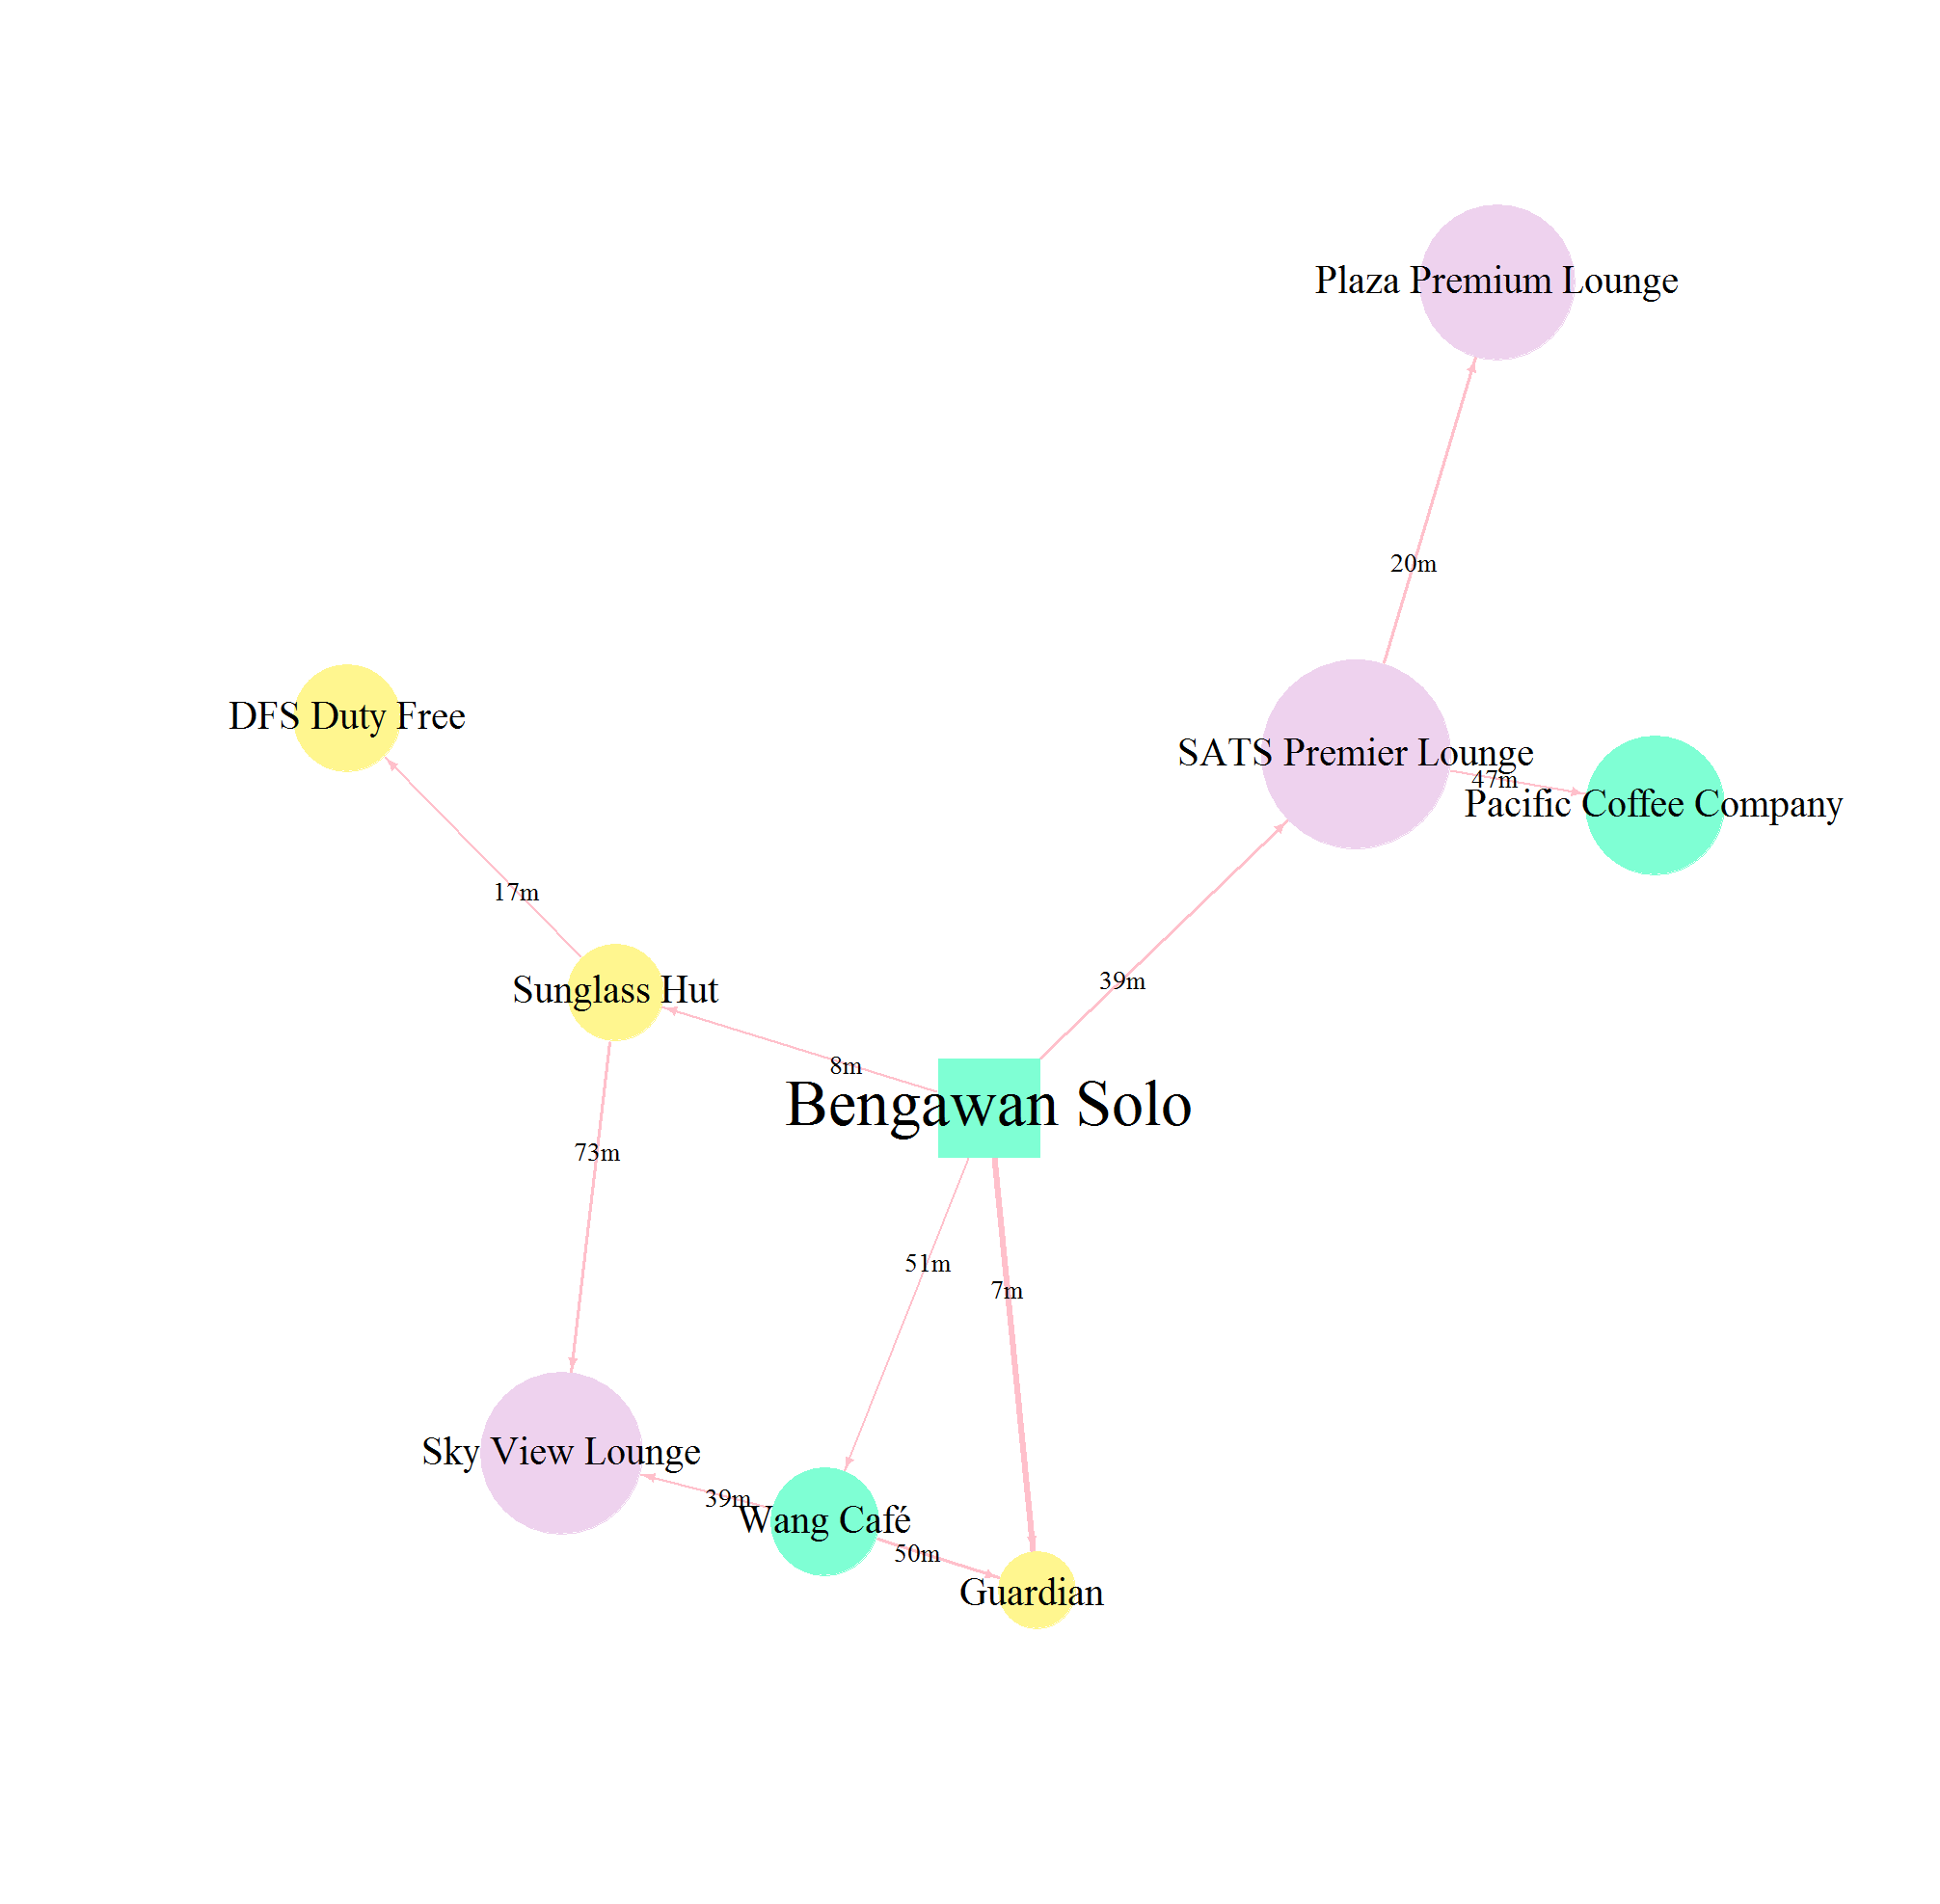 Plaza Premium Lounge
20m
DFS Duty Free
SATS Premier Lounge
47m
Pacific Coffee Company
17m
39m
Sunglass Hut
8m
Bengawan Solo
73m
51m
7m
Sky View Lounge
39m
Wang Café
50m
Guardian